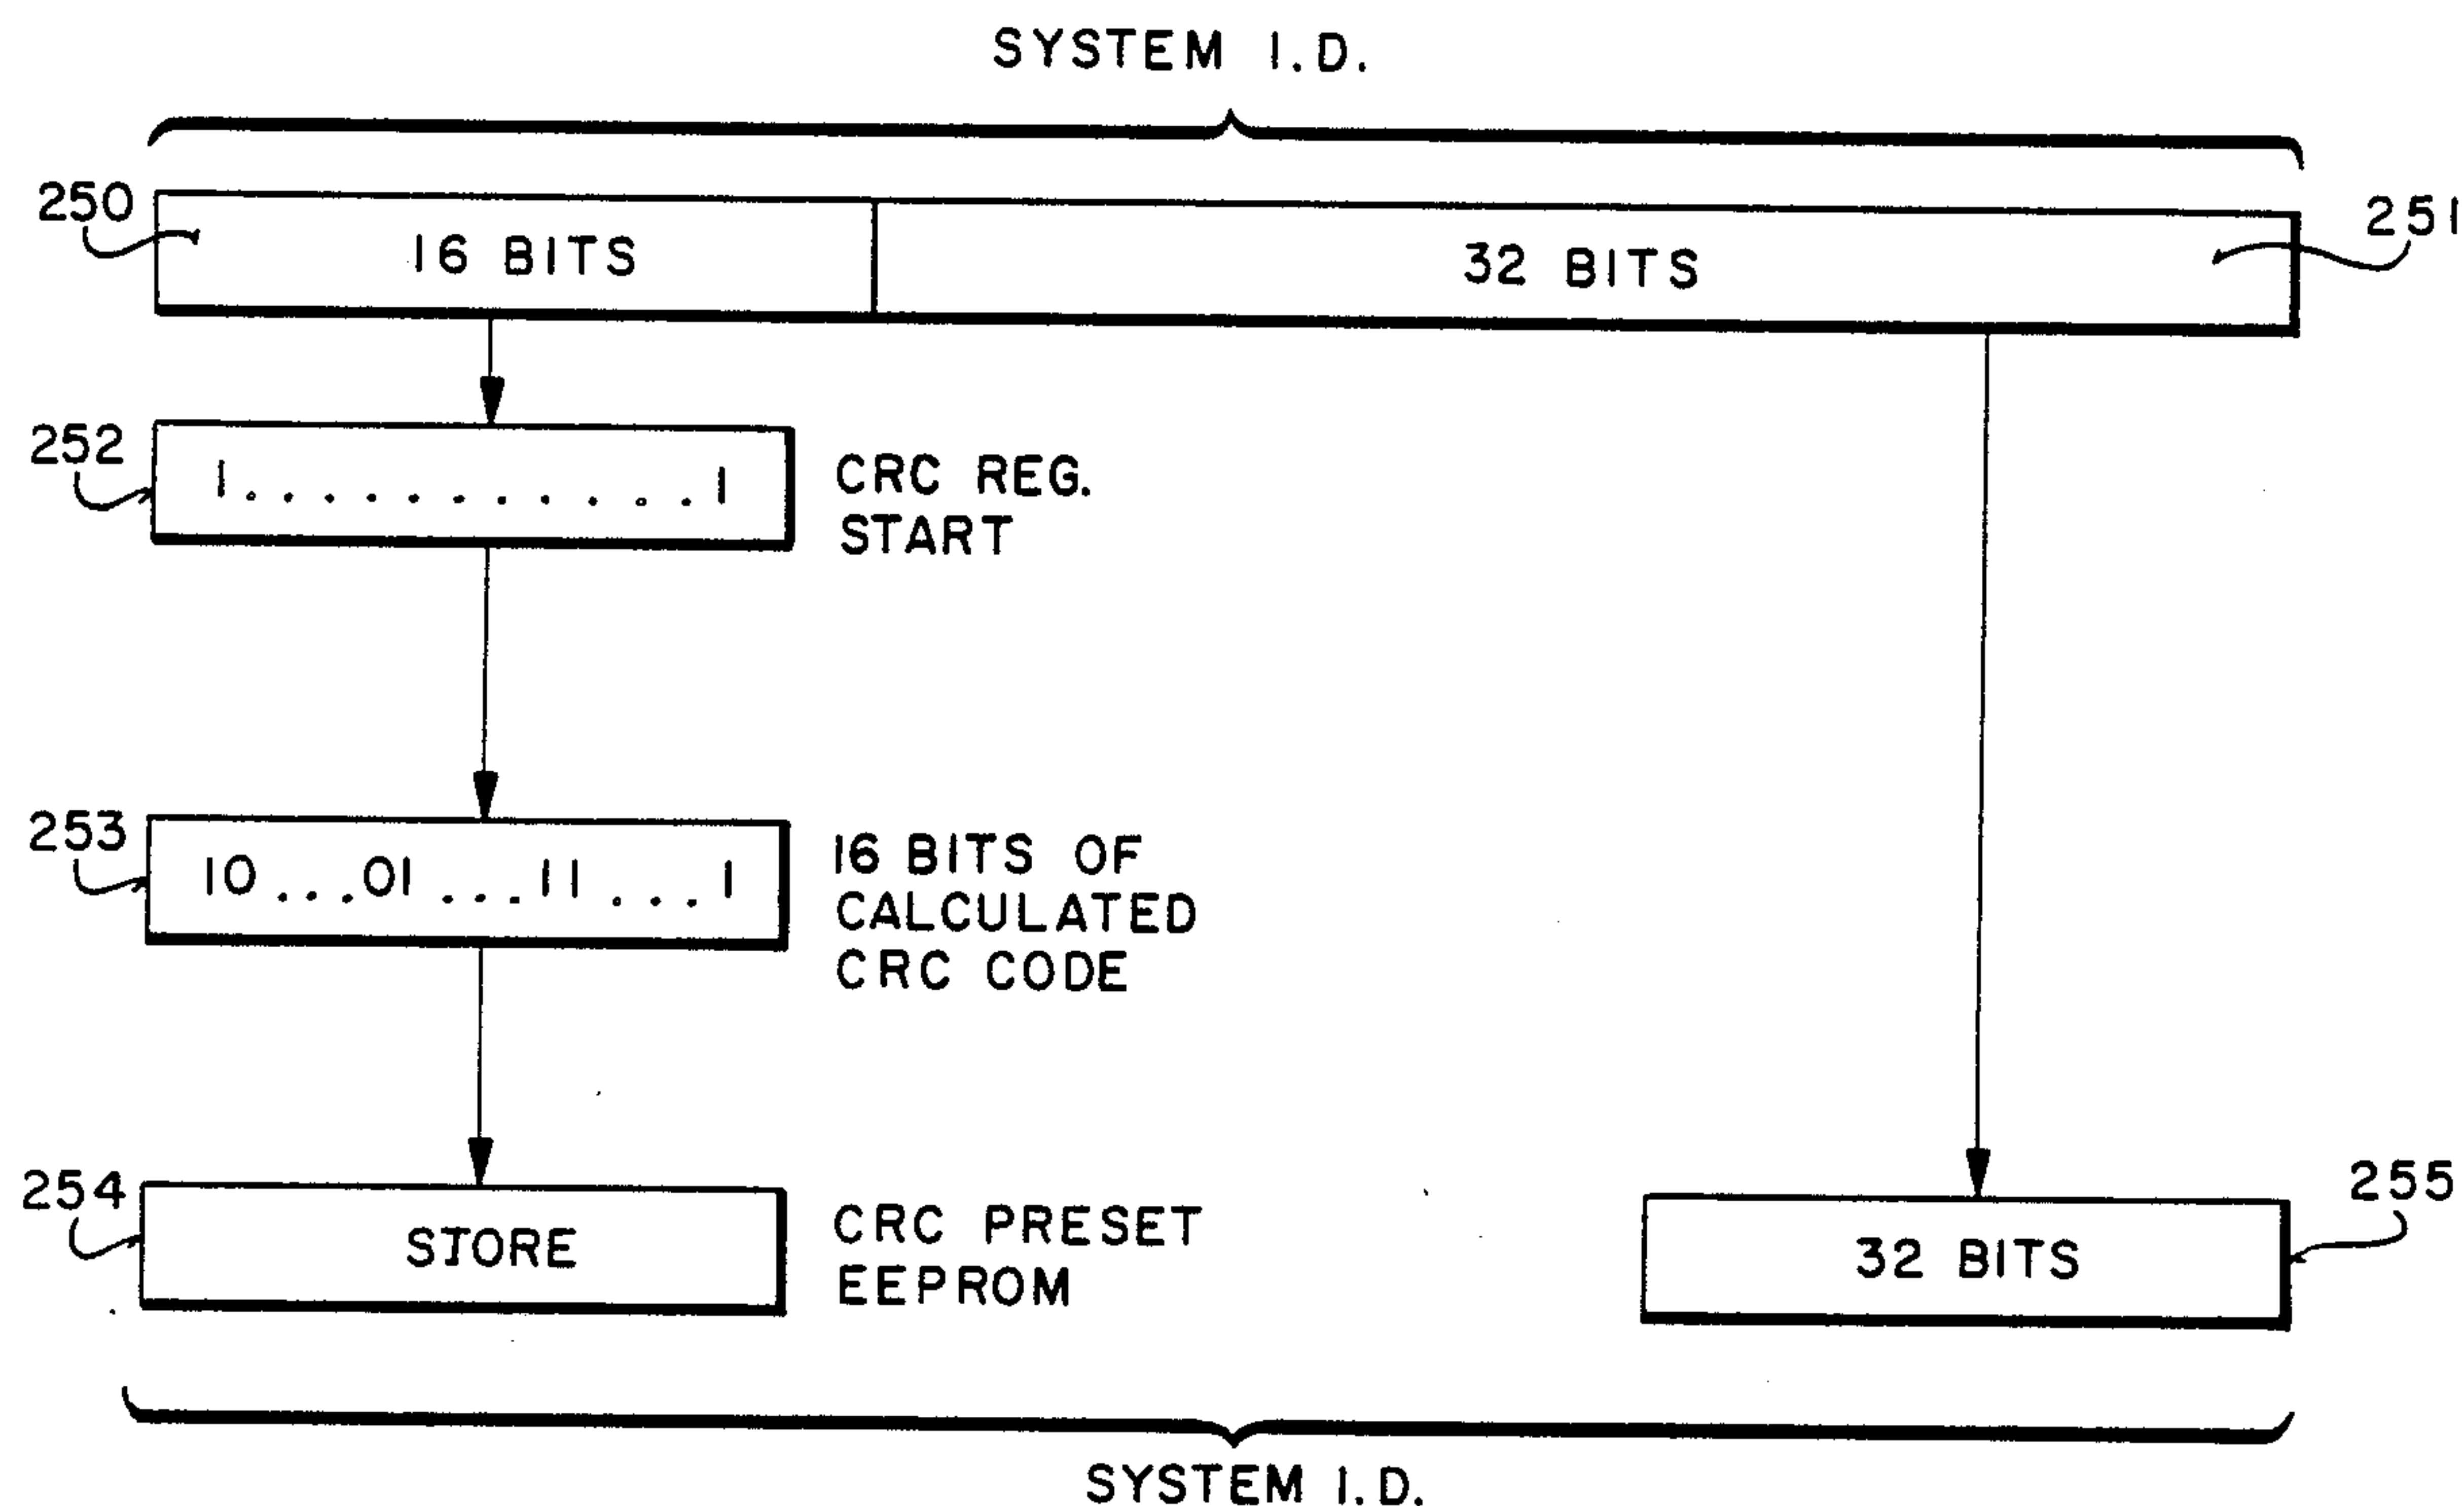 SYSTEM I.D.
250
16 BITS
32 BITS
251
252
1............1
CRC REG.
START
253
10...01...11...1
16 BITS OF
CALCULATED
CRC CODE
254
STORE
CRC PRESET
EEPROM
32 BITS
255
SYSTEM I.D.